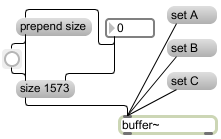 set A
prepend size
0
set B
set C
size 1573
buffer~